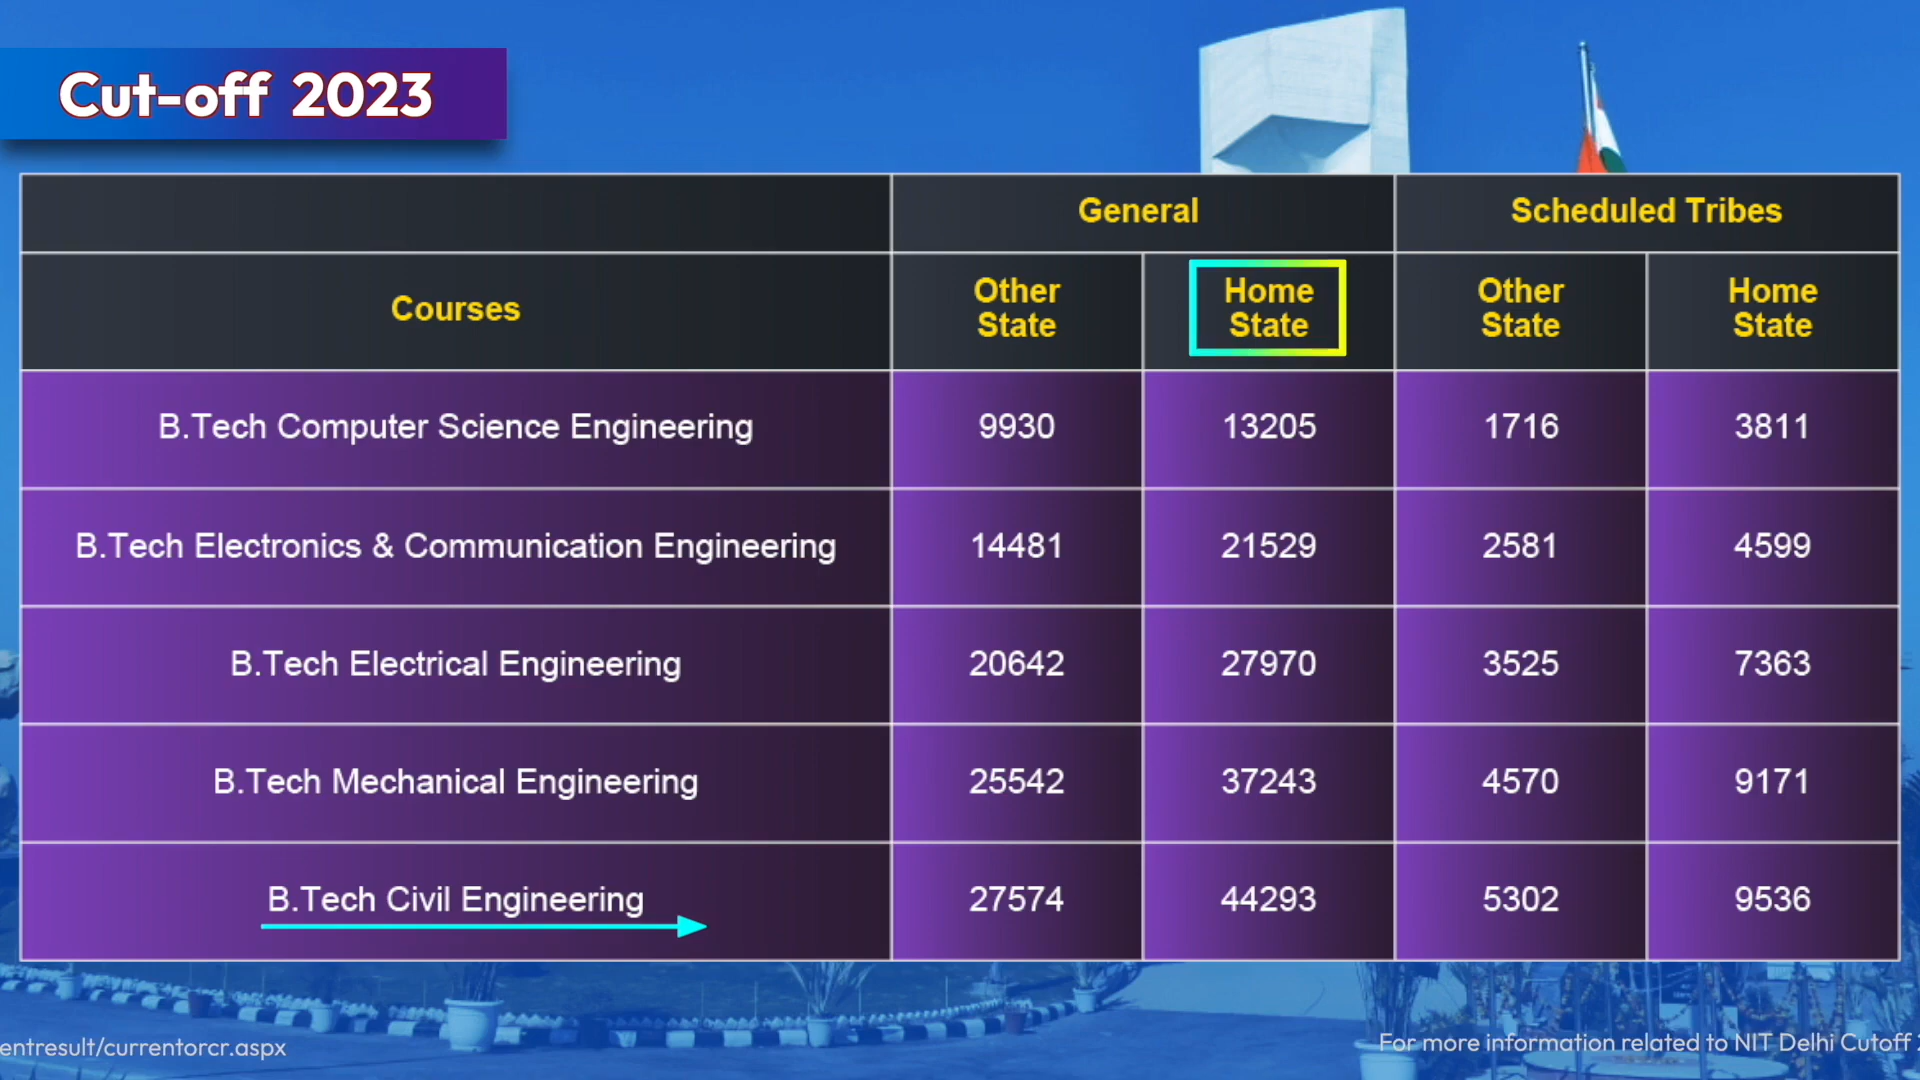 Cut-off 2023
General
Scheduled Tribes
Courses
Other State
Home State
Other State
Home State
B.Tech Computer Science Engineering 9930 13205 1716 3811
B.Tech Electronics & Communication Engineering 14481 21529 2581 4599
B.Tech Electrical Engineering 20642 27970 3525 7363
B.Tech Mechanical Engineering 25542 37243 4570 9171
B.Tech Civil Engineering 27574 44293 5302 9536
entresult/currentorcr.aspx
For more information related to NIT Delhi Cutoff